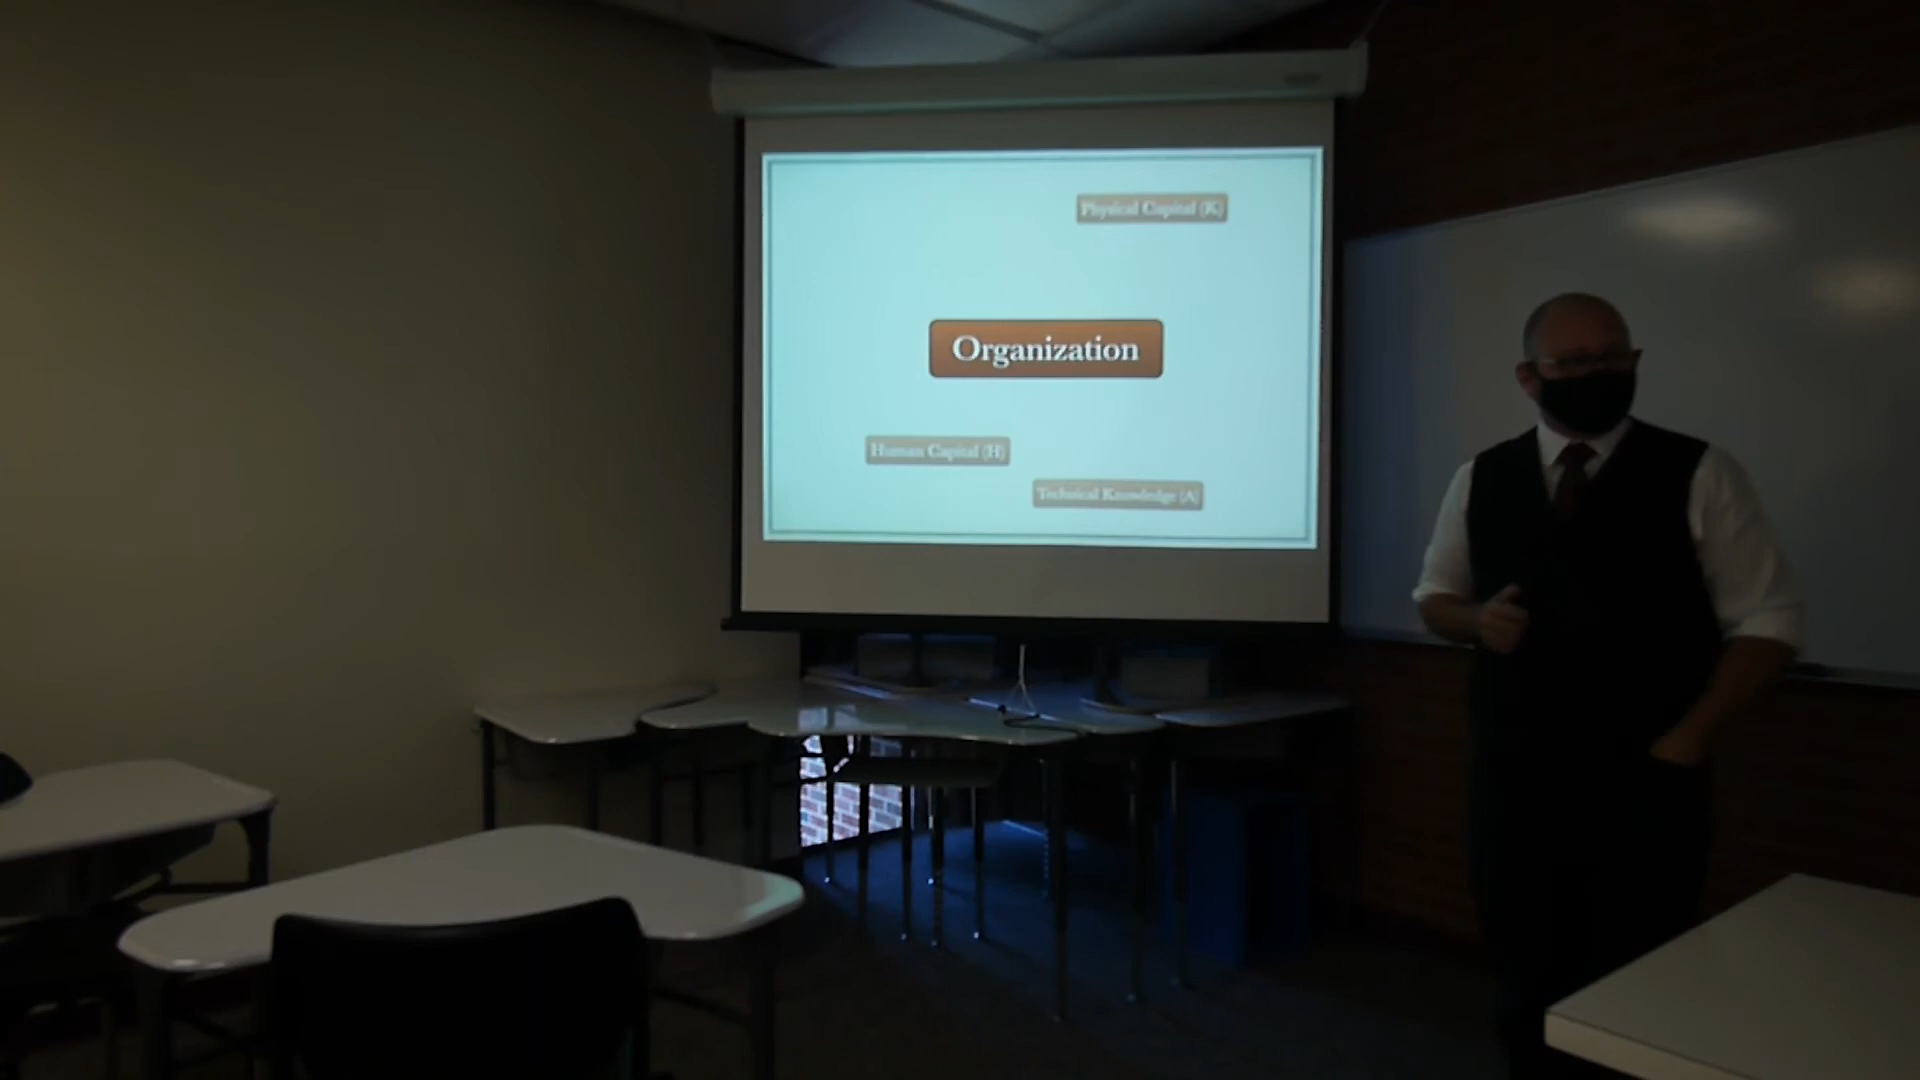 Physical Capital (K)
Organization
Human Capital (H)
Technical Knowledge (A)